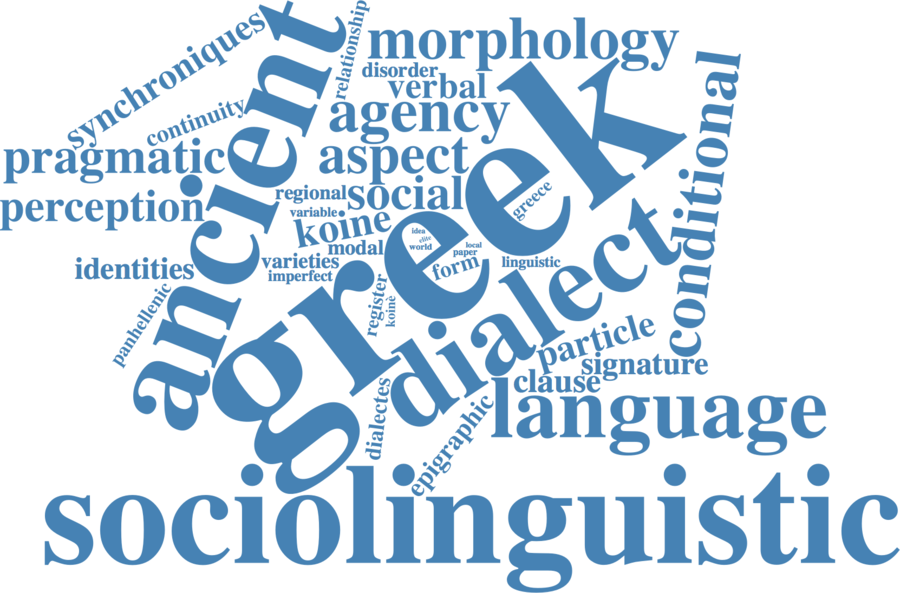 synchroniques
ancient
relationship
morphology
disorder
verbal
continuity
agency
pragmatic
aspect
greek
conditional
perception
regional
social
greece
variable
koine
idea
elite
world
modal
local
paper
form
linguistic
identities
varieties
imperfect
dialect
panhellenic
register
koinè
particle
signature
clause
dialectes
epigraphic
language
sociolinguistic